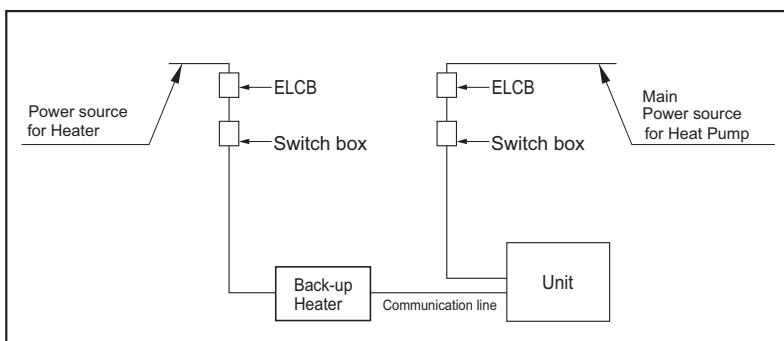 Power source
for Heater
ELCB
Switch box
ELCB
Switch box
Main
Power source
for Heat Pump
Back-up
Heater
Communication line
Unit